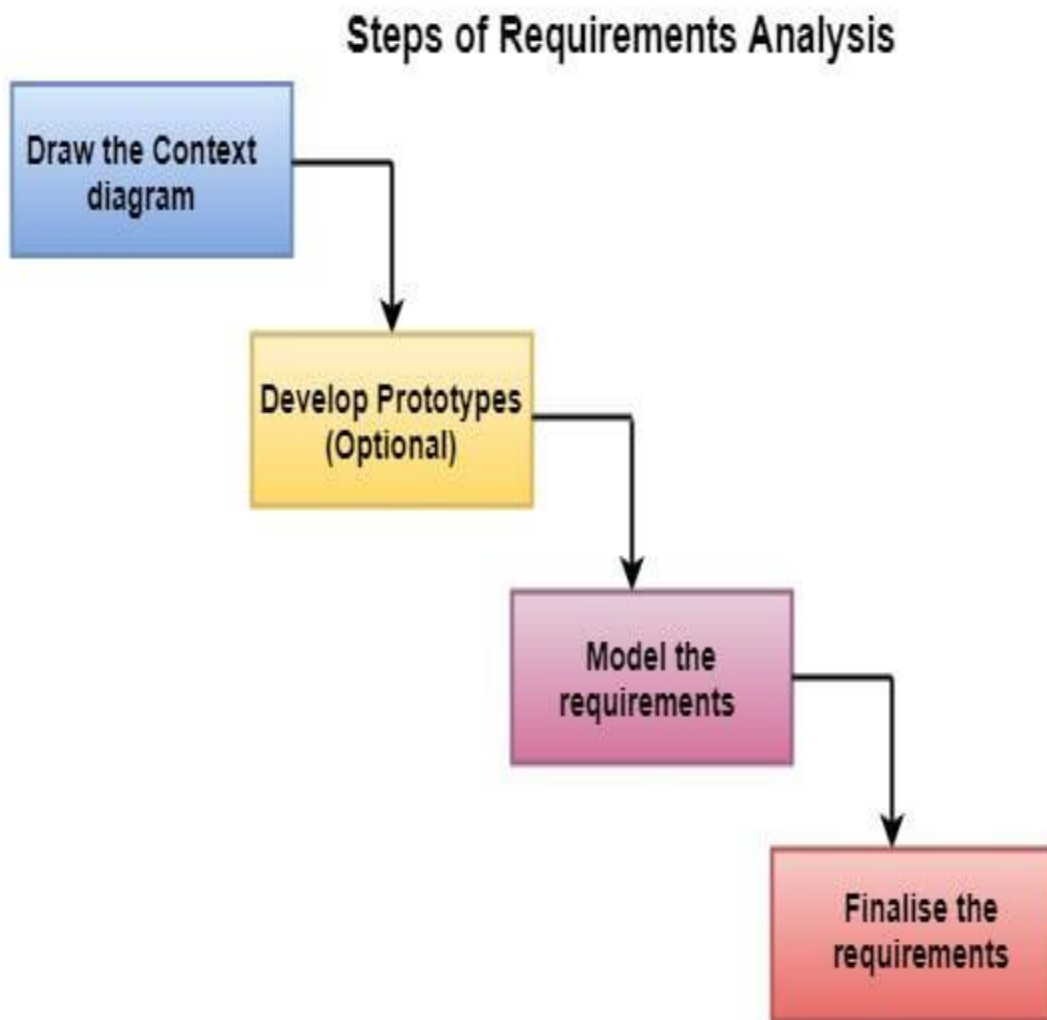 Steps of Requirements Analysis
Draw the Context
diagram
Develop Prototypes
(Optional)
Model the
requirements
Finalise the
requirements